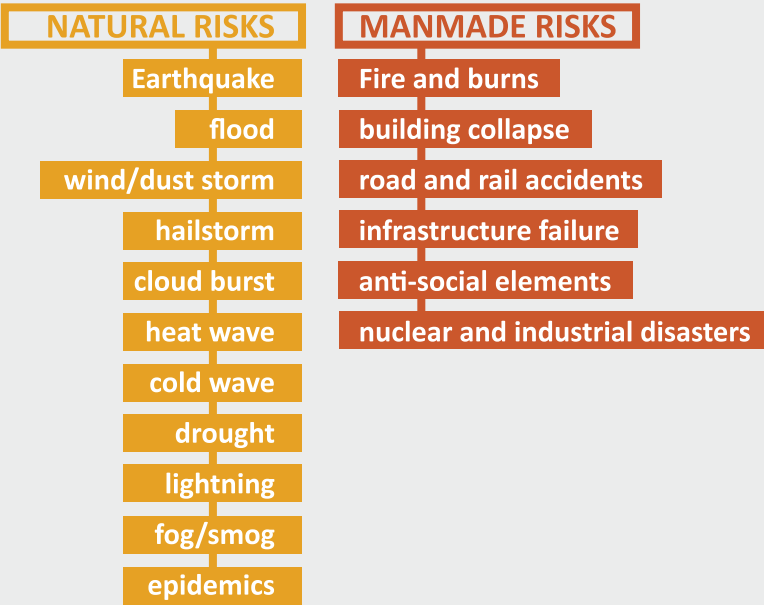 NATURAL RISKS
Earthquake
flood
wind/dust storm
hailstorm
cloud burst
heat wave
cold wave
drought
lightning
fog/smog
epidemics
MANMADE RISKS
Fire and burns
building collapse
road and rail accidents
infrastructure failure
anti-social elements
nuclear and industrial disasters